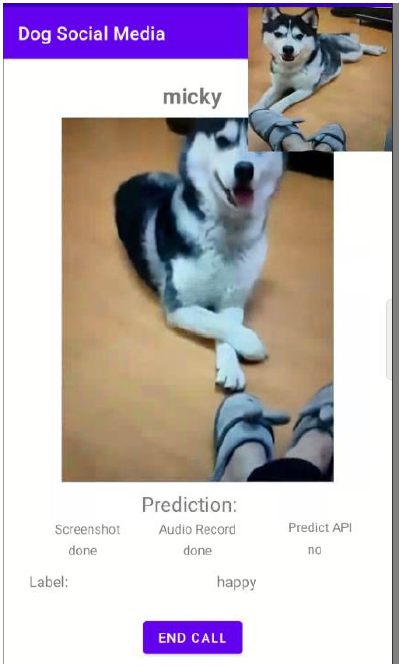 Dog Social Media
micky
Prediction:
Screenshot Audio Record Predict API
done done no
Label: happy
END CALL